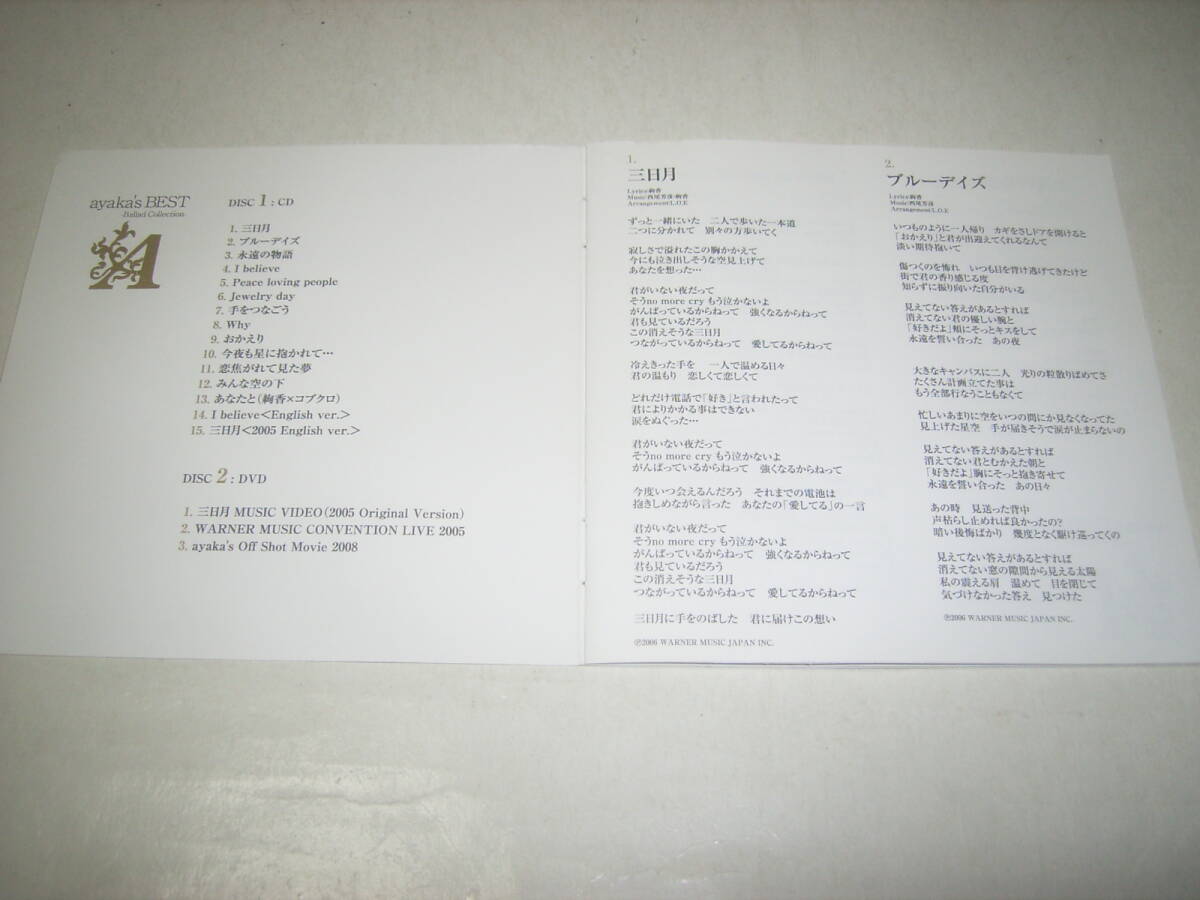 ayaka's BEST
-Ballad Collection-
A
DISC 1 : CD
1. 三日月
2. ブルーデイズ
3. 永遠の物語
4. I believe
5. Peace loving people
6. Jewelry day
7. 手をつなごう
8. Why
9. おかえり
10. 今夜も星に抱かれて…
11. 恋焦がれて見た夢
12. みんな空の下
13. あなたと(絢香×コブクロ)
14. I believe<English ver.>
15. 三日月<2005 English ver.>
DISC 2 : DVD
1. 三日月 MUSIC VIDEO(2005 Original Version)
2. WARNER MUSIC CONVENTION LIVE 2005
3. ayaka's Off Shot Movie 2008
1.
三日月
Lyrics:絢香
Music:西尾芳彦/絢香
Arrangement:L.O.E
ずっと一緒にいた　二人で歩いた一本道
二つに分かれて　別々の方歩いてく
寂しさで溢れたこの胸かかえて
今にも泣き出しそうな空見上げて
あなたを想った…
君がいない夜だって
そうno more cry もう泣かないよ
がんばっているからねって　強くなるからねって
君も見ているだろう
この消えそうな三日月
つながっているからねって　愛してるからねって
冷えきった手を　一人で温める日々
君の温もり　恋しくて恋しくて
どれだけ電話で「好き」と言われたって
君によりかかる事はできない
涙をぬぐった…
君がいない夜だって
そうno more cry もう泣かないよ
がんばっているからねって　強くなるからねって
今度いつ会えるんだろう　それまでの電池は
抱きしめながら言った　あなたの「愛してる」の一言
君がいない夜だって
そうno more cry もう泣かないよ
がんばっているからねって　強くなるからねって
君も見ているだろう
この消えそうな三日月
つながっているからねって　愛してるからねって
三日月に手をのばした　君に届けこの想い
℗2006 WARNER MUSIC JAPAN INC.
2.
ブルーデイズ
Lyrics:絢香
Music:西尾芳彦/絢香
Arrangement:L.O.E
いつものように一人帰り　カギをさしドアを開けると
「おかえり」と君が出迎えてくれるなんて
淡い期待抱いて
傷つくのを怖れ　いつも目を背け逃げてきたけど
街で君の香り感じる度
知らずに振り向いた自分がいる
見えてない答えがあるとすれば
消えてない君の優しい腕と
「好きだよ」頬にそっとキスをして
永遠を誓い合った　あの夜
大きなキャンバスに二人　光りの粒散りばめてさ
たくさん計画立てた事は
もう全部行なうこともなくて
忙しいあまりに空をいつの間にか見なくなってた
見上げた星空　手が届きそうで涙が止まらないの
見えてない答えがあるとすれば
消えてない君とむかえた朝と
「好きだよ」胸にそっと抱き寄せて
永遠を誓い合った　あの日々
あの時　見送った背中
声枯らし止めれば良かったの?
暗い後悔ばかり　幾度となく駆け巡ってくの
見えてない答えがあるとすれば
消えてない窓の隙間から見える太陽
私の震える肩　温めて　目を閉じて
気づけなかった答え　見つけた
℗2006 WARNER MUSIC JAPAN INC.